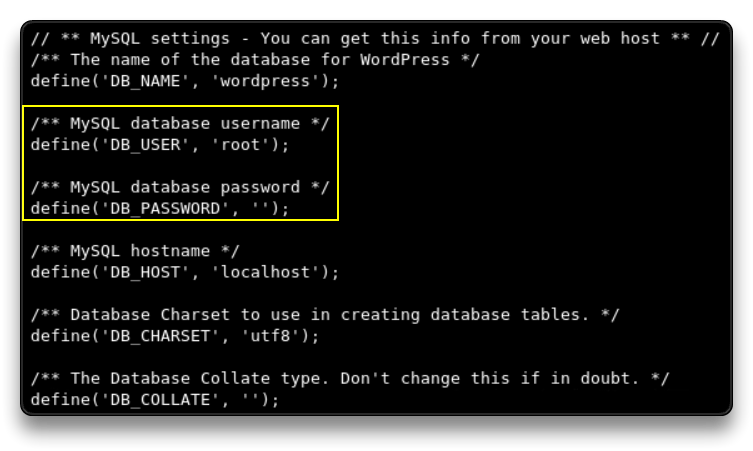 // ** MySQL settings - You can get this info from your web host ** //
/** The name of the database for WordPress */
define('DB_NAME', 'wordpress');
/** MySQL database username */
define('DB_USER', 'root');
/** MySQL database password */
define('DB_PASSWORD', '');
/** MySQL hostname */
define('DB_HOST', 'localhost');
/** Database Charset to use in creating database tables. */
define('DB_CHARSET', 'utf8');
/** The Database Collate type. Don't change this if in doubt. */
define('DB_COLLATE', '');